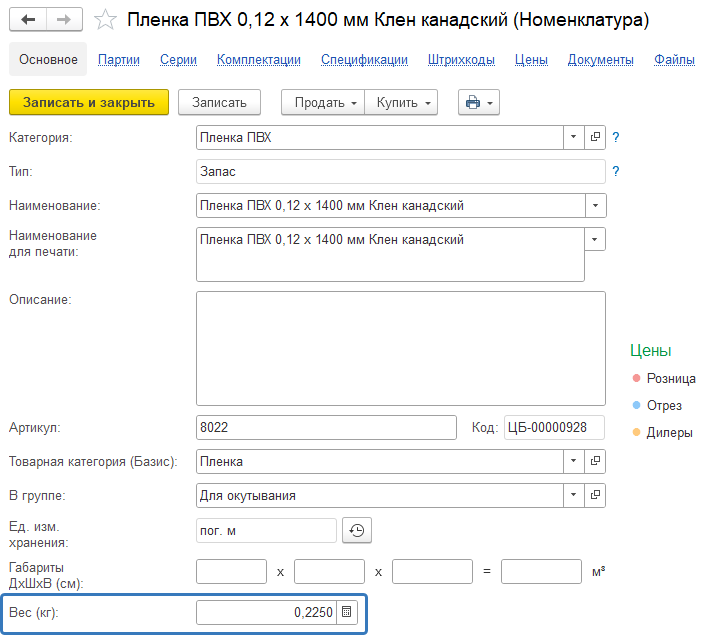 Пленка ПВХ 0,12 х 1400 мм Клен канадский (Номенклатура)
Основное Партии Серии Комплектации Спецификации Штрихкоды Цены Документы Файлы
Записать и закрыть Записать Продать Купить
Категория: Пленка ПВХ ?
Тип: Запас ?
Наименование: Пленка ПВХ 0,12 х 1400 мм Клен канадский
Наименование Пленка ПВХ 0,12 х 1400 мм Клен канадский
для печати:
Описание:
Цены
Розница
Отрез
Дилеры
Артикул: 8022 Код: ЦБ-00000928
Товарная категория (Базис): Пленка
В группе: Для окутывания
Ед. изм. пог. м
хранения:
Габариты х х = м³
ДхШхВ (см):
Вес (кг): 0,2250